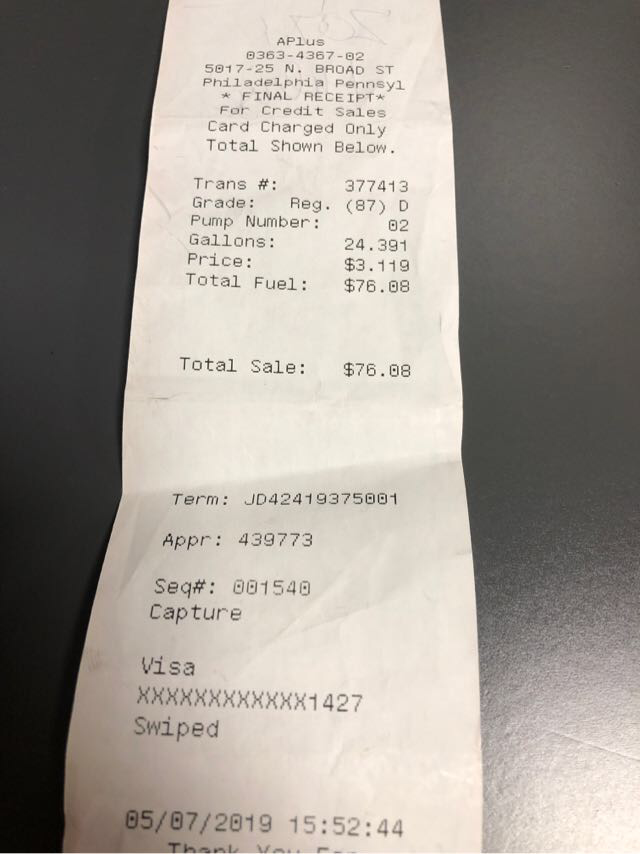 APlus
0363-4367-02
5017-25 N. BROAD ST
Philadelphia Pennsyl
* FINAL RECEIPT*
For Credit Sales
Card Charged Only
Total Shown Below.
Trans #: 377413
Grade: Reg. (87) D
Pump Number: 02
Gallons: 24.391
Price: $3.119
Total Fuel: $76.08
Total Sale: $76.08
Term: JD42419375001
Appr: 439773
Seq#: 001540
Capture
Visa
XXXXXXXXXXXX1427
Swiped
05/07/2019 15:52:44
Thank You For